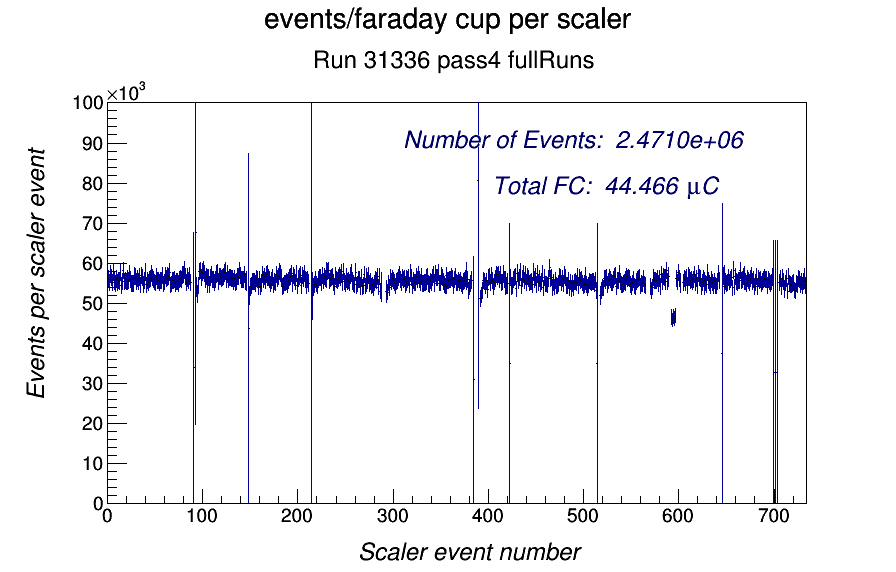 events/faraday cup per scaler
Run 31336 pass4 fullRuns
×10³
100
90
80
70
60
50
40
30
20
10
0
Events per scaler event
Number of Events: 2.4710e+06
Total FC: 44.466 μC
0 100 200 300 400 500 600 700
Scaler event number